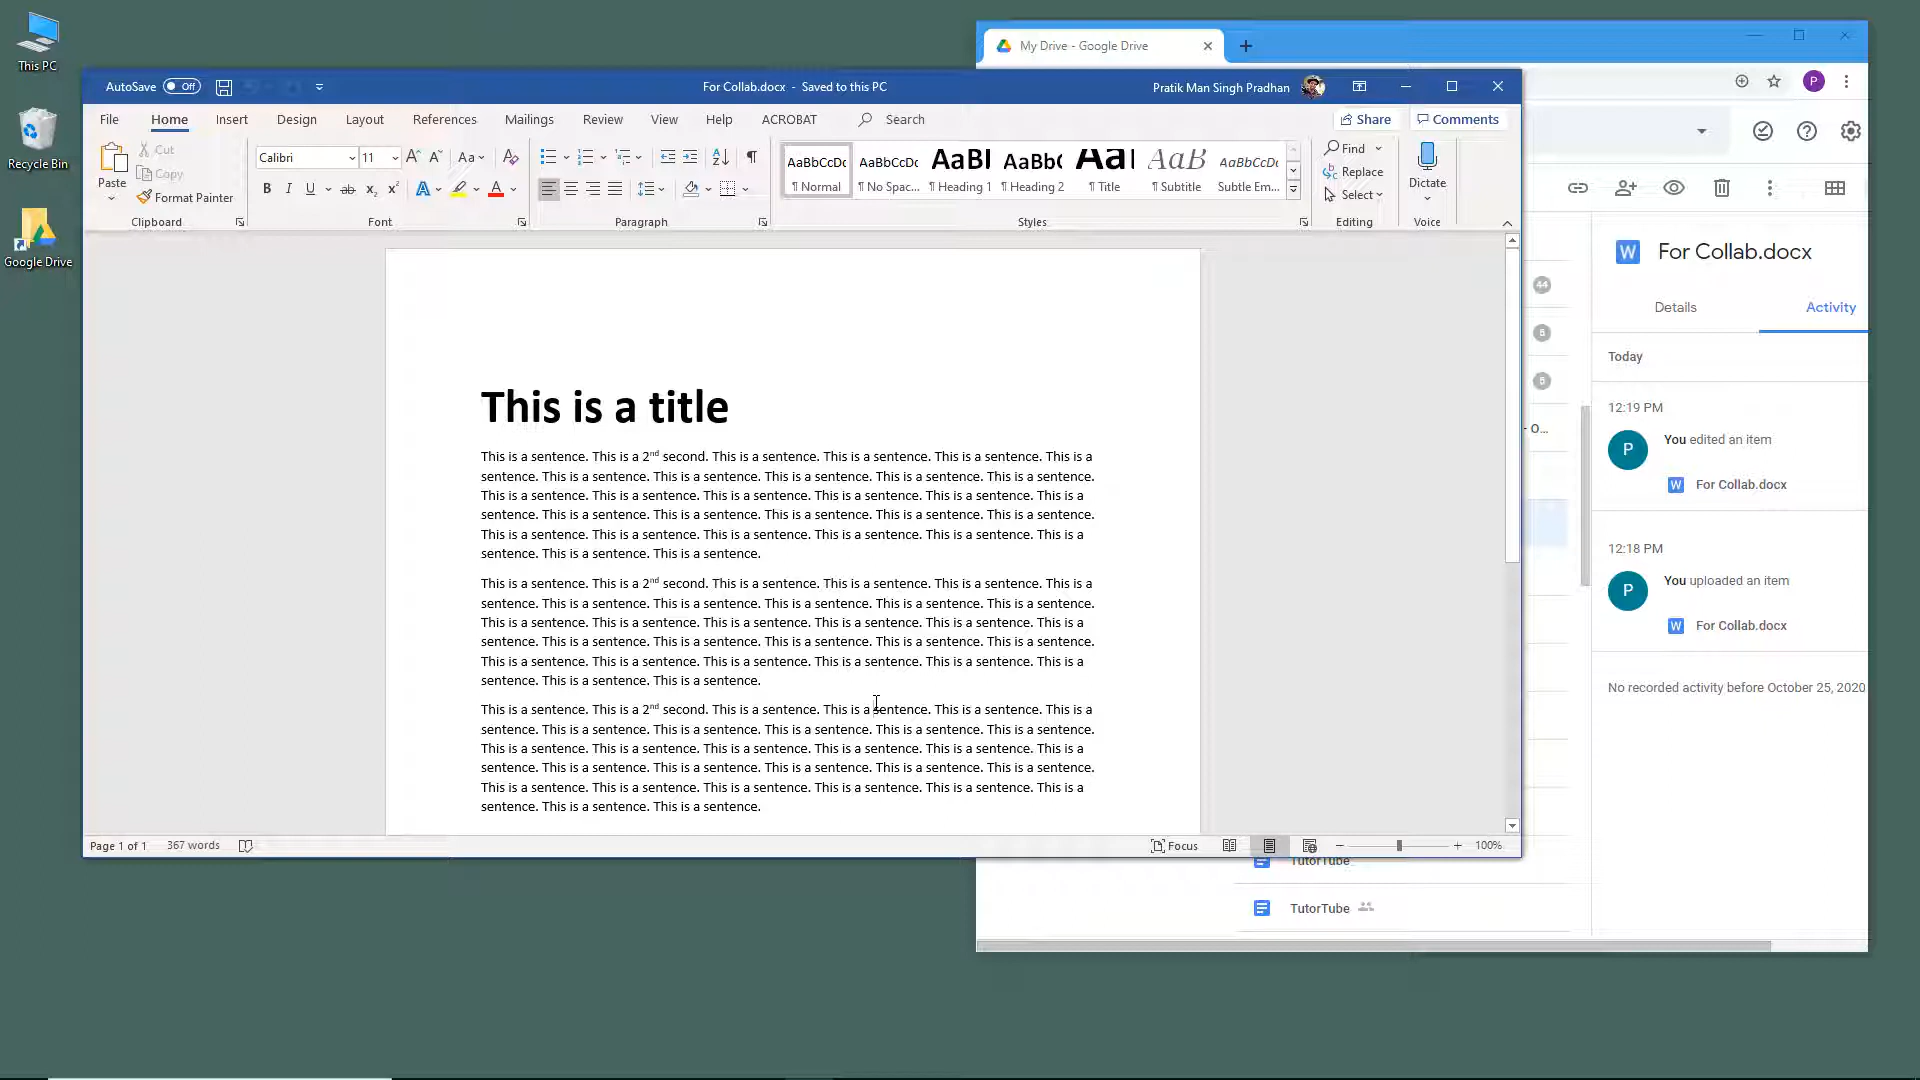 This PC
Recycle Bin
Google Drive
My Drive - Google Drive
AutoSave Off
For Collab.docx - Saved to this PC
Pratik Man Singh Pradhan
P
File Home Insert Design Layout References Mailings Review View Help ACROBAT Search
Share Comments
Paste
Cut
Copy
Format Painter
Clipboard
Calibri 11
Font
Paragraph
AaBbCcDc AaBbCcDc AaBI AaBbC AaI AaB AaBbCcDc
¶ Normal ¶ No Spac... ¶ Heading 1 ¶ Heading 2 ¶ Title ¶ Subtitle Subtle Em...
Styles
Find
Replace
Select
Editing
Dictate
Voice
This is a title
This is a sentence. This is a 2nd second. This is a sentence. This is a sentence. This is a sentence. This is a
sentence. This is a sentence. This is a sentence. This is a sentence. This is a sentence. This is a sentence.
This is a sentence. This is a sentence. This is a sentence. This is a sentence. This is a sentence. This is a
sentence. This is a sentence. This is a sentence. This is a sentence. This is a sentence. This is a sentence.
This is a sentence. This is a sentence. This is a sentence. This is a sentence. This is a sentence. This is a
sentence. This is a sentence. This is a sentence.
This is a sentence. This is a 2nd second. This is a sentence. This is a sentence. This is a sentence. This is a
sentence. This is a sentence. This is a sentence. This is a sentence. This is a sentence. This is a sentence.
This is a sentence. This is a sentence. This is a sentence. This is a sentence. This is a sentence. This is a
sentence. This is a sentence. This is a sentence. This is a sentence. This is a sentence. This is a sentence.
This is a sentence. This is a sentence. This is a sentence. This is a sentence. This is a sentence. This is a
sentence. This is a sentence. This is a sentence.
This is a sentence. This is a 2nd second. This is a sentence. This is a sentence. This is a sentence. This is a
sentence. This is a sentence. This is a sentence. This is a sentence. This is a sentence. This is a sentence.
This is a sentence. This is a sentence. This is a sentence. This is a sentence. This is a sentence. This is a
sentence. This is a sentence. This is a sentence. This is a sentence. This is a sentence. This is a sentence.
This is a sentence. This is a sentence. This is a sentence. This is a sentence. This is a sentence. This is a
sentence. This is a sentence. This is a sentence.
Page 1 of 1 367 words
Focus
100%
44
5
5
- O...
W For Collab.docx
Details Activity
Today
12:19 PM
P You edited an item
W For Collab.docx
12:18 PM
P You uploaded an item
W For Collab.docx
No recorded activity before October 25, 2020
TutorTube
TutorTube